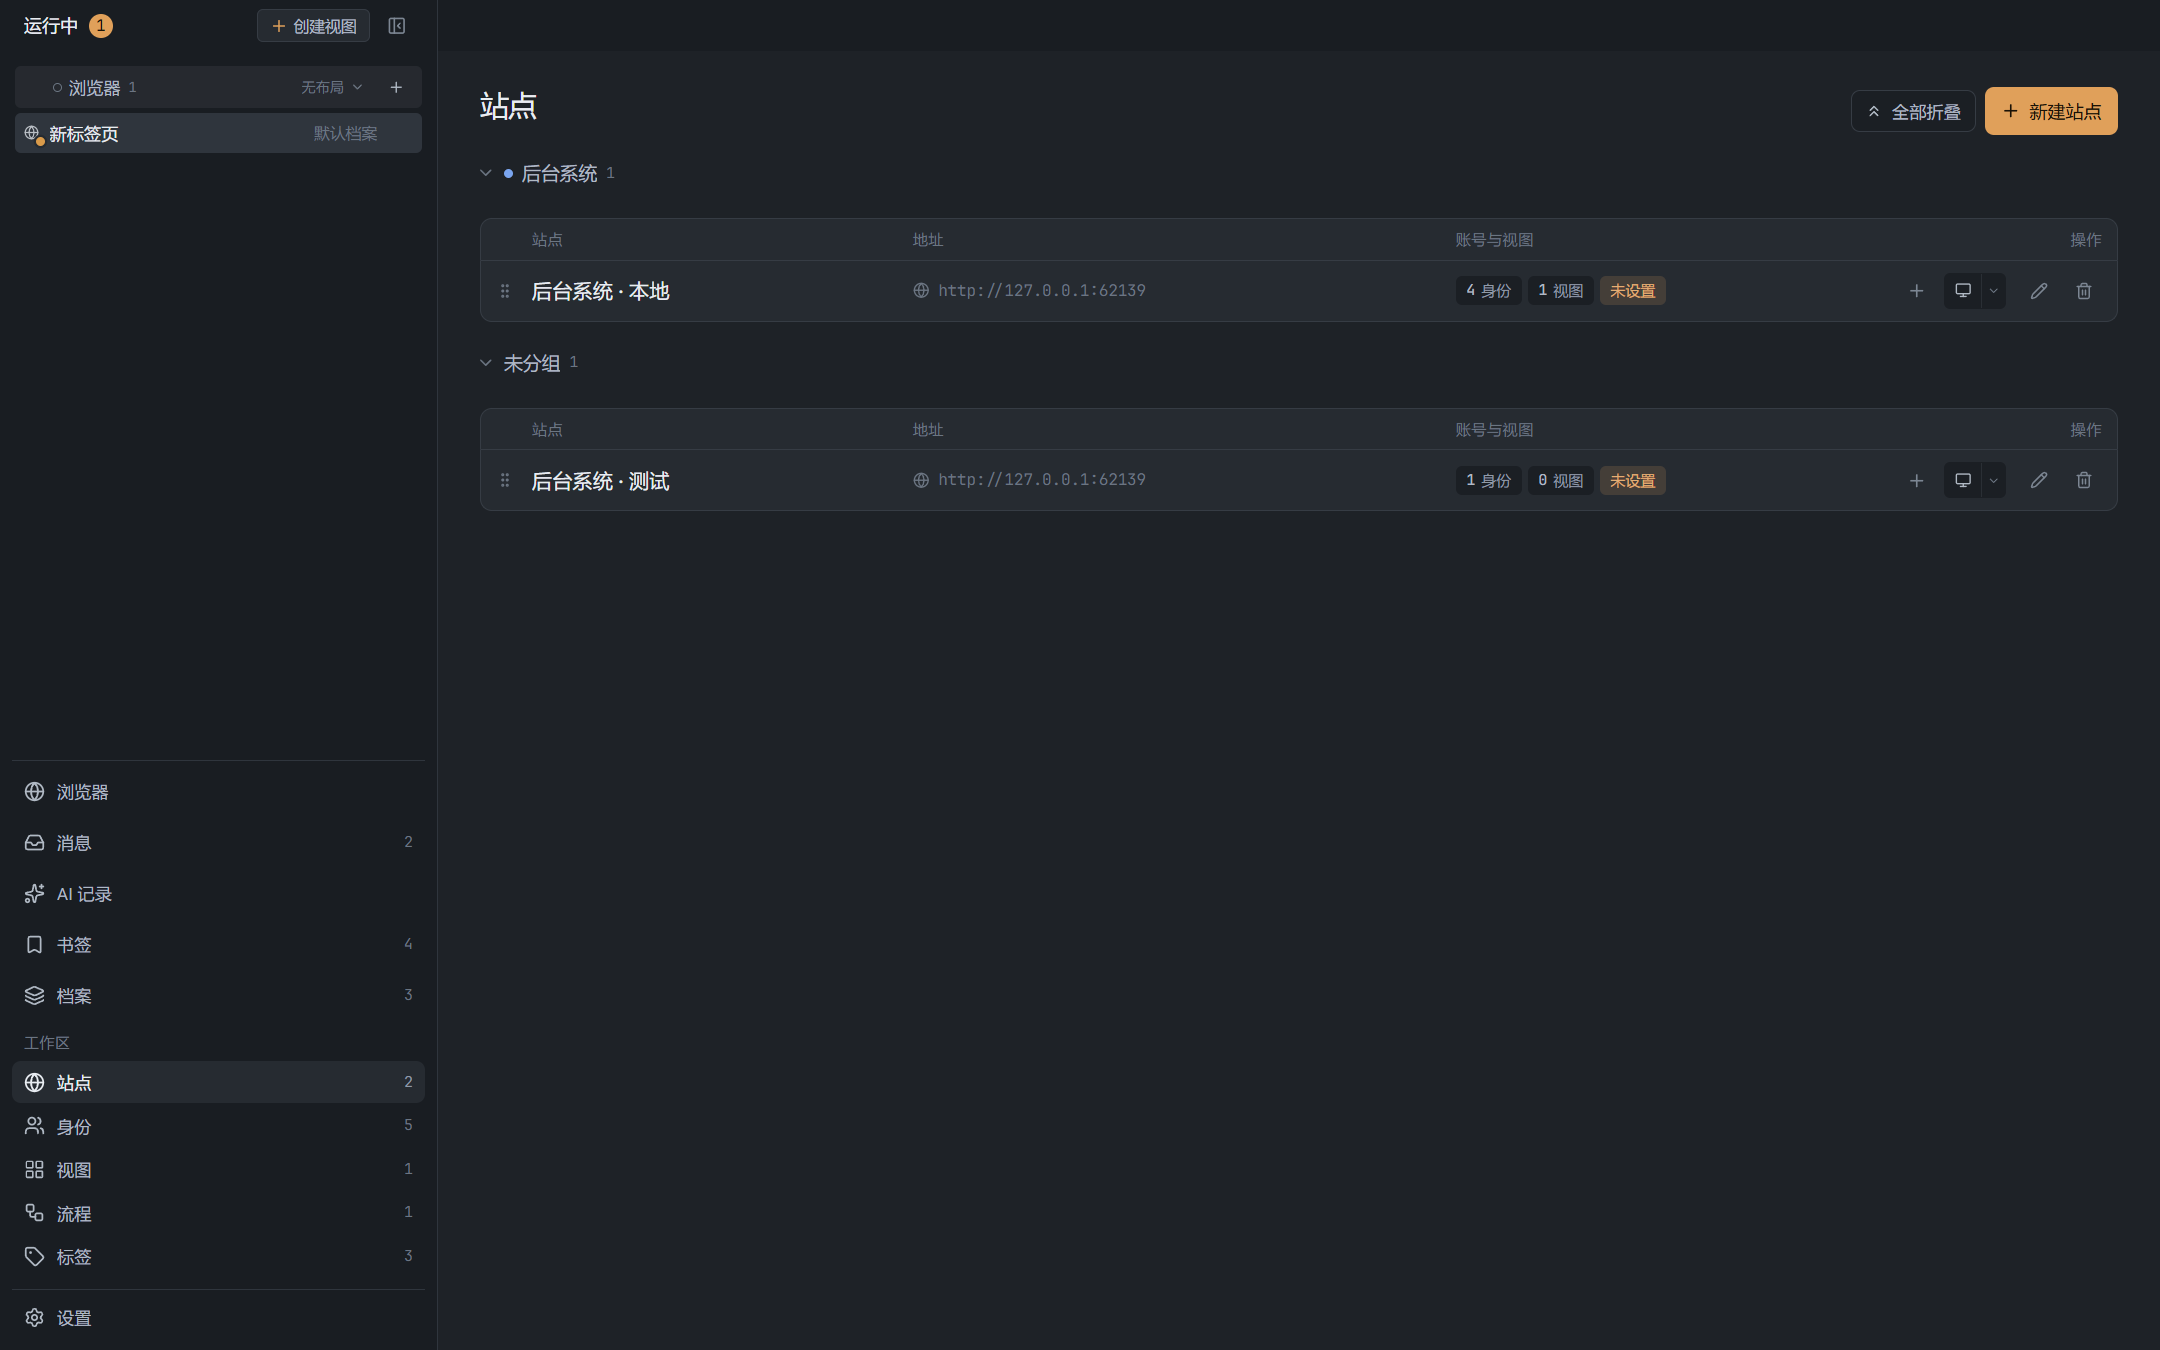 运行中 1 创建视图
浏览器 1 无布局
新标签页 默认档案
浏览器
消息 2
AI 记录
书签 4
档案 3
工作区
站点 2
身份 5
视图 1
流程 1
标签 3
设置
站点
全部折叠 新建站点
后台系统 1
站点 地址 账号与视图 操作
后台系统 · 本地 http://127.0.0.1:62139 4 身份 1 视图 未设置
未分组 1
站点 地址 账号与视图 操作
后台系统 · 测试 http://127.0.0.1:62139 1 身份 0 视图 未设置